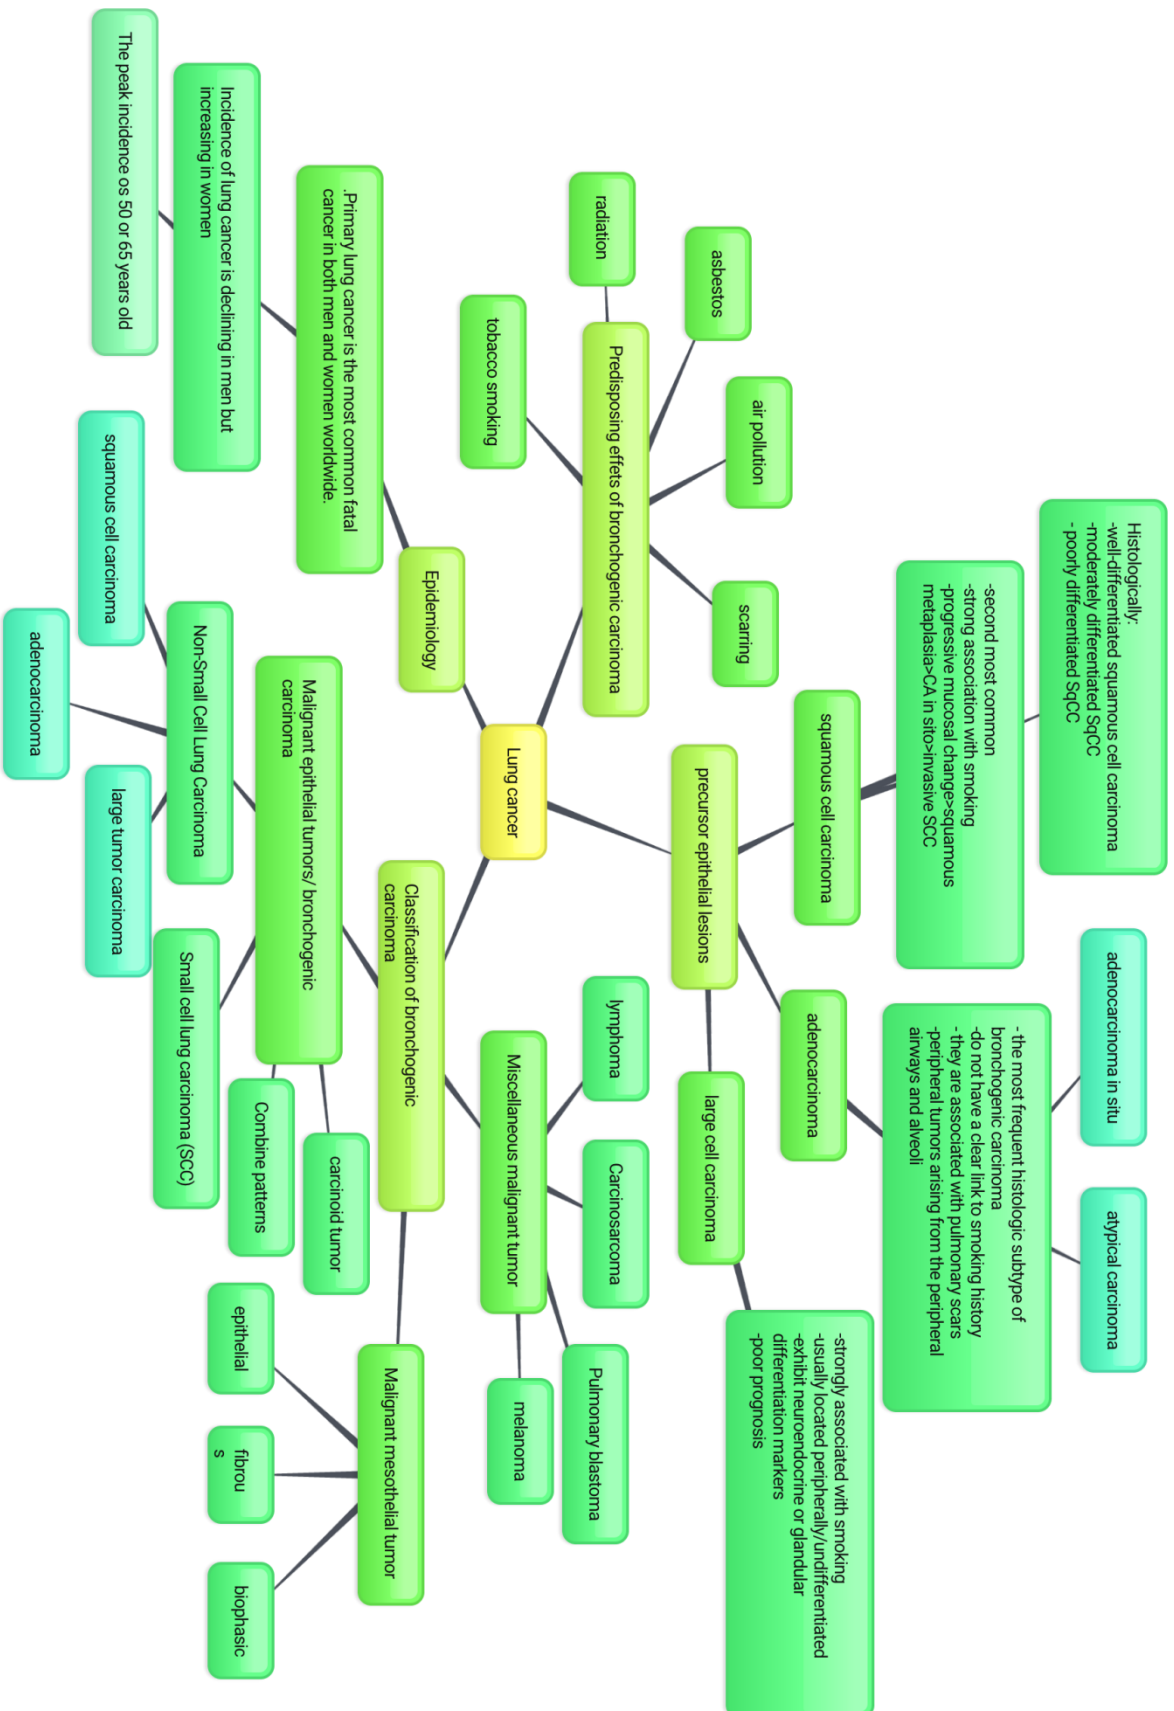 Histologically:
-well-differentiated squamous cell carcinoma
-moderately differentiated SqCC
- poorly differentiated SqCC
-second most common
-strong association with smoking
-progressive mucosal change>squamous
metaplasia>CA in sito>invasive SCC
squamous cell carcinoma
adenocarcinoma in situ
atypical carcinoma
- the most frequent histologic subtype of
bronchogenic carcinoma
-do not have a clear link to smoking history
- they are associated with pulmonary scars
-peripheral tumors arising from the peripheral
airways and alveoli
adenocarcinoma
-strongly associated with smoking
-usually located peripherally/undifferentiated
-exhibit neuroendocrine or glandular
differentiation markers
-poor prognosis
large cell carcinoma
precursor epithelial lesions
asbestos
air pollution
scarring
radiation
tobacco smoking
Predisposing effets of bronchogenic carcinoma
Lung cancer
Epidemiology
.Primary lung cancer is the most common fatal
cancer in both men and women worldwide.
Incidence of lung cancer is declining in men but
increasing in women
The peak incidence os 50 or 65 years old
Classification of bronchogenic
carcinoma
lymphoma
Carcinosarcoma
Pulmonary blastoma
melanoma
Miscellaneous malignant tumor
Malignant mesothelial tumor
epithelial
fibrou
s
biophasic
Malignant epithelial tumors/ bronchogenic
carcinoma
carcinoid tumor
Combine patterns
Small cell lung carcinoma (SCC)
Non-Small Cell Lung Carcinoma
squamous cell carcinoma
adenocarcinoma
large tumor carcinoma